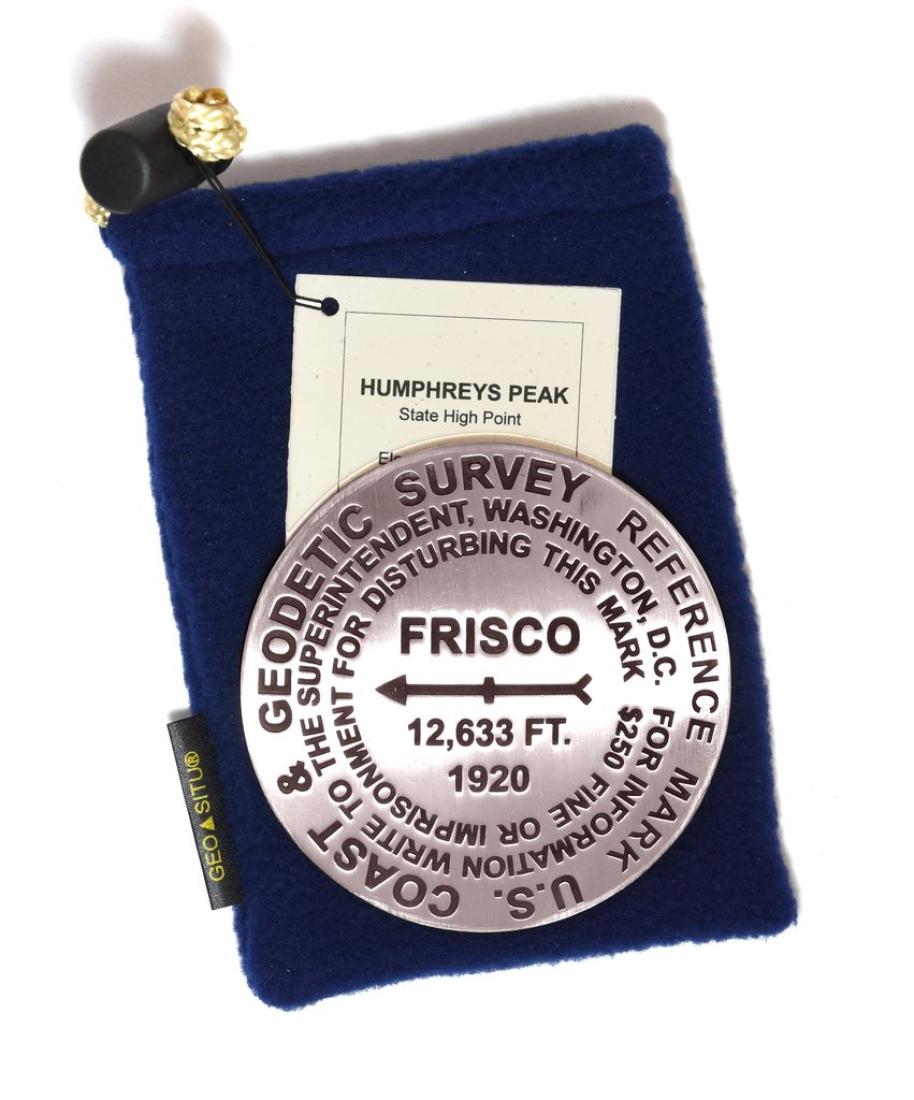 HUMPHREYS PEAK
State High Point
U.S. COAST & GEODETIC SURVEY REFERENCE MARK
FOR INFORMATION WRITE TO THE SUPERINTENDENT, WASHINGTON, D.C.
$250 FINE OR IMPRISONMENT FOR DISTURBING THIS MARK
FRISCO
12,633 FT.
1920
GEO▲SITU®